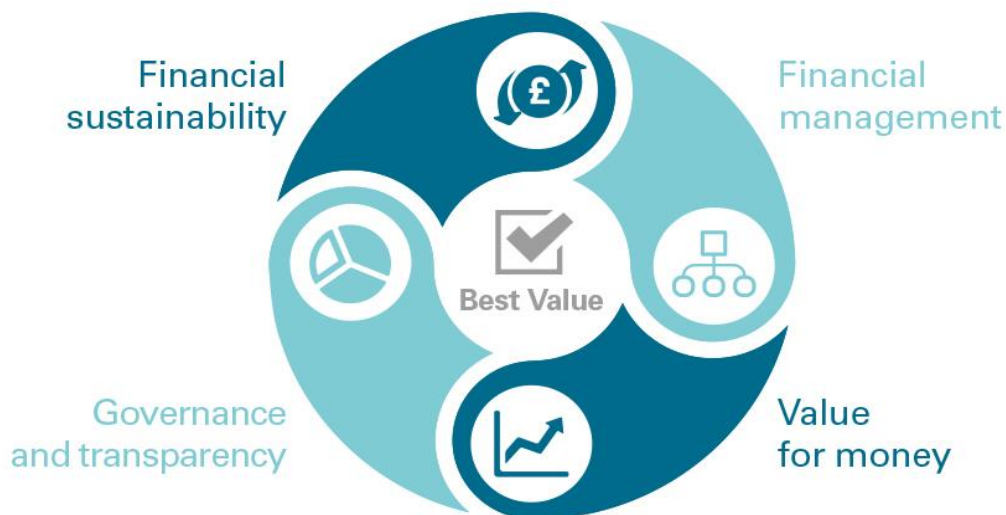 Financial
sustainability
Financial
management
£
Best Value
Governance
and transparency
Value
for money